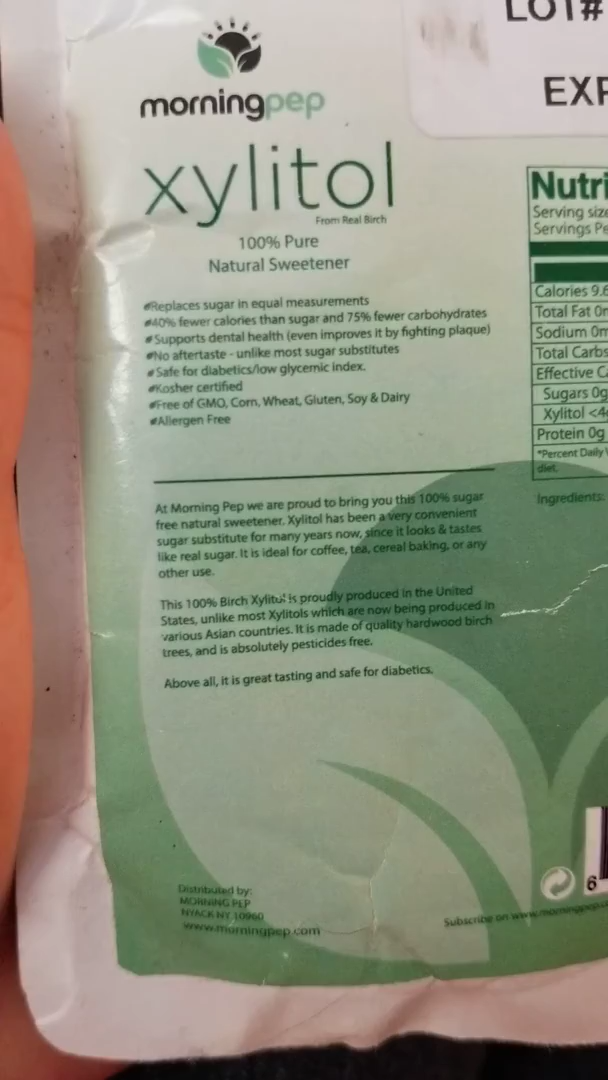 LOT#
EXP
morningpep
xylitol
From Real Birch
100% Pure
Natural Sweetener
Replaces sugar in equal measurements
40% fewer calories than sugar and 75% fewer carbohydrates
Supports dental health (even improves it by fighting plaque)
No aftertaste - unlike most sugar substitutes
Safe for diabetics/low glycemic index.
Kosher certified
Free of GMO, Corn, Wheat, Gluten, Soy & Dairy
Allergen Free
At Morning Pep we are proud to bring you this 100% sugar
free natural sweetener. Xylitol has been a very convenient
sugar substitute for many years now, since it looks & tastes
like real sugar. It is ideal for coffee, tea, cereal baking, or any
other use.
This 100% Birch Xylitol is proudly produced in the United
States, unlike most Xylitols which are now being produced in
various Asian countries. It is made of quality hardwood birch
trees, and is absolutely pesticides free.
Above all, it is great tasting and safe for diabetics.
Distributed by:
MORNING PEP
NYACK NY 10960
www.morningpep.com
Nutri
Serving size
Servings Pe
Calories 9.6
Total Fat 0
Sodium 0m
Total Carbs
Effective Ca
Sugars 0g
Xylitol <4
Protein 0g
*Percent Daily
diet.
Ingredients:
6
Subscribe on www.morningpep.c